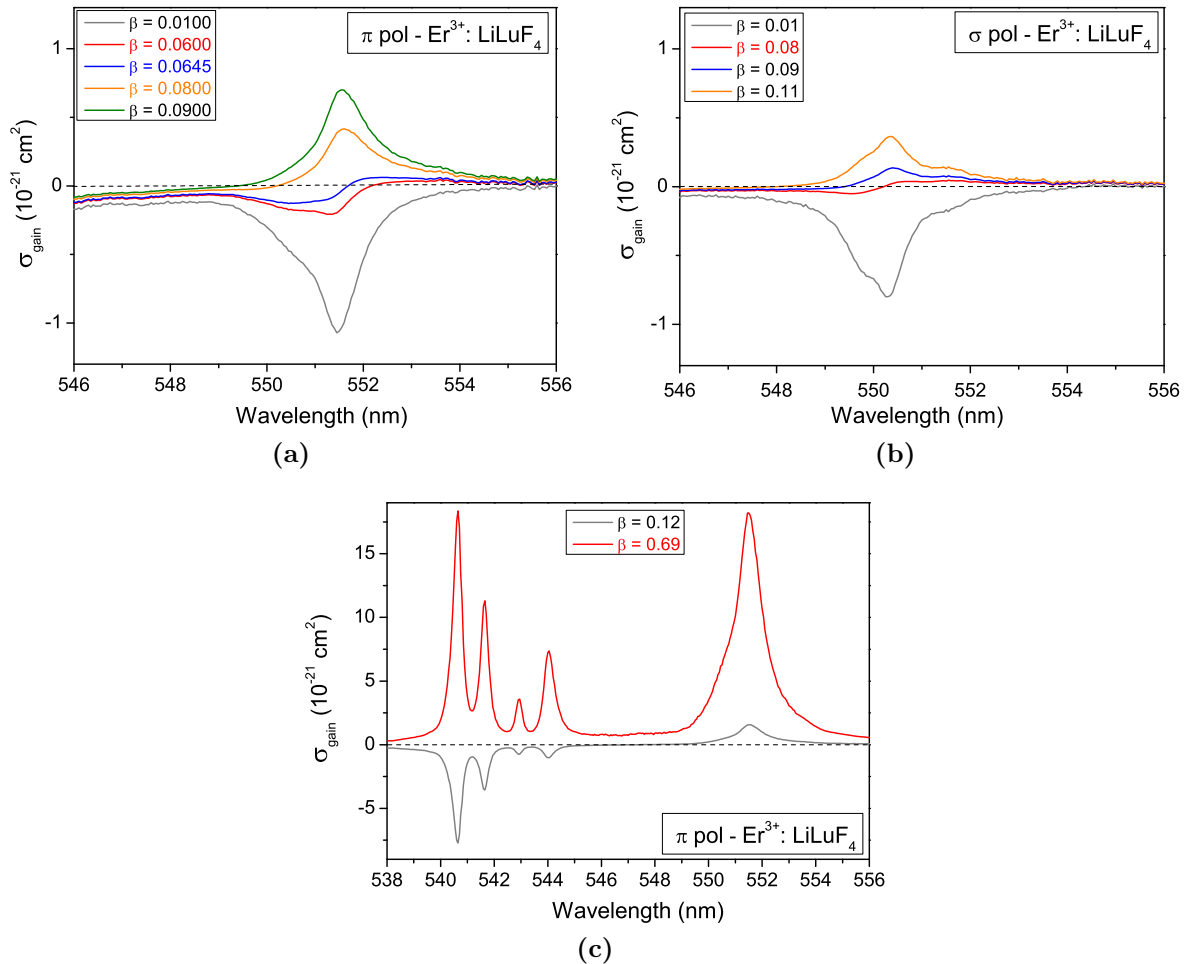 β = 0.0100
β = 0.0600
β = 0.0645
β = 0.0800
β = 0.0900
π pol - Er³⁺: LiLuF₄
1
0
-1
σgain (10⁻²¹ cm²)
546 548 550 552 554 556
Wavelength (nm)
(a)
β = 0.01
β = 0.08
β = 0.09
β = 0.11
σ pol - Er³⁺: LiLuF₄
1
0
-1
σgain (10⁻²¹ cm²)
546 548 550 552 554 556
Wavelength (nm)
(b)
β = 0.12
β = 0.69
15
10
5
0
-5
σgain (10⁻²¹ cm²)
π pol - Er³⁺: LiLuF₄
538 540 542 544 546 548 550 552 554 556
Wavelength (nm)
(c)